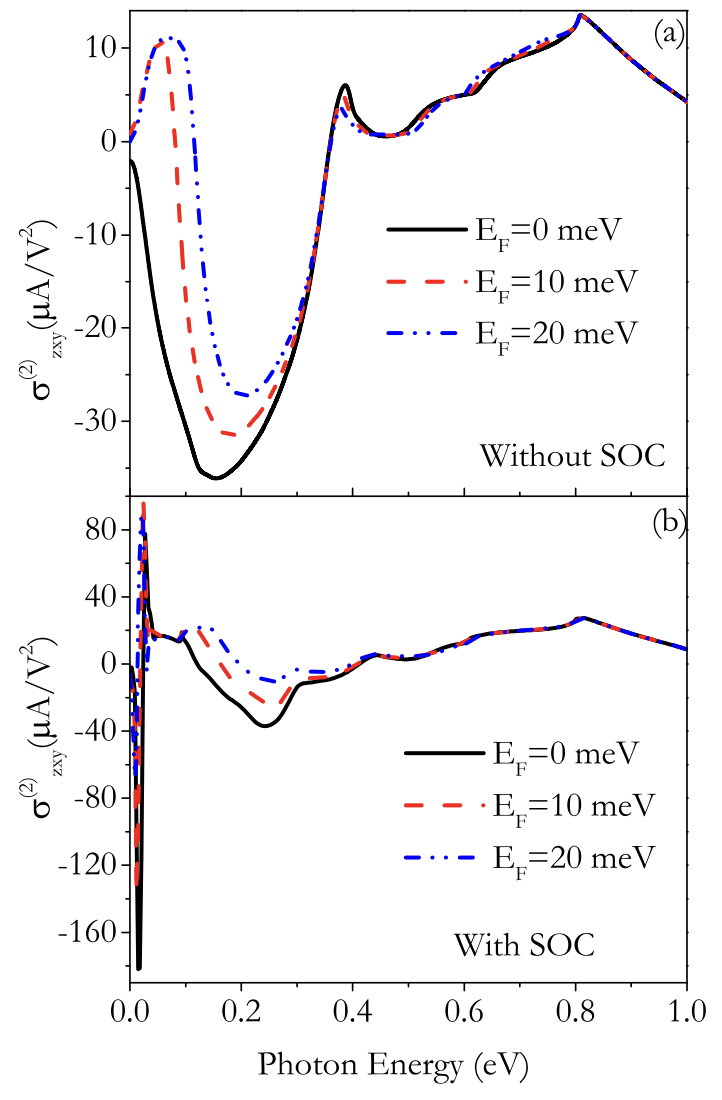 (a)
10
0
-10
-20
-30
σ(2)zxy(μA/V2)
EF=0 meV
EF=10 meV
EF=20 meV
Without SOC
(b)
80
40
0
-40
-80
-120
-160
σ(2)zxy(μA/V2)
EF=0 meV
EF=10 meV
EF=20 meV
With SOC
0.0 0.2 0.4 0.6 0.8 1.0
Photon Energy (eV)